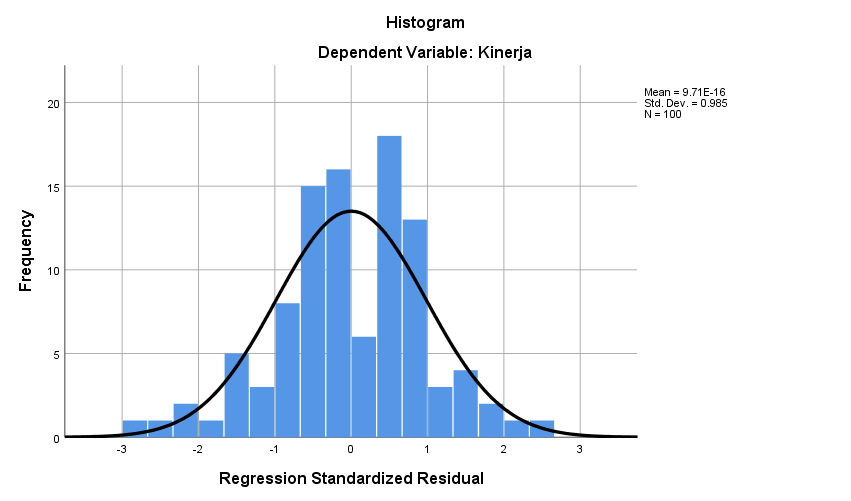 Histogram
Dependent Variable: Kinerja
Mean = 9.71E-16
Std. Dev. = 0.985
N = 100
Frequency
20
15
10
5
0
-3 -2 -1 0 1 2 3
Regression Standardized Residual